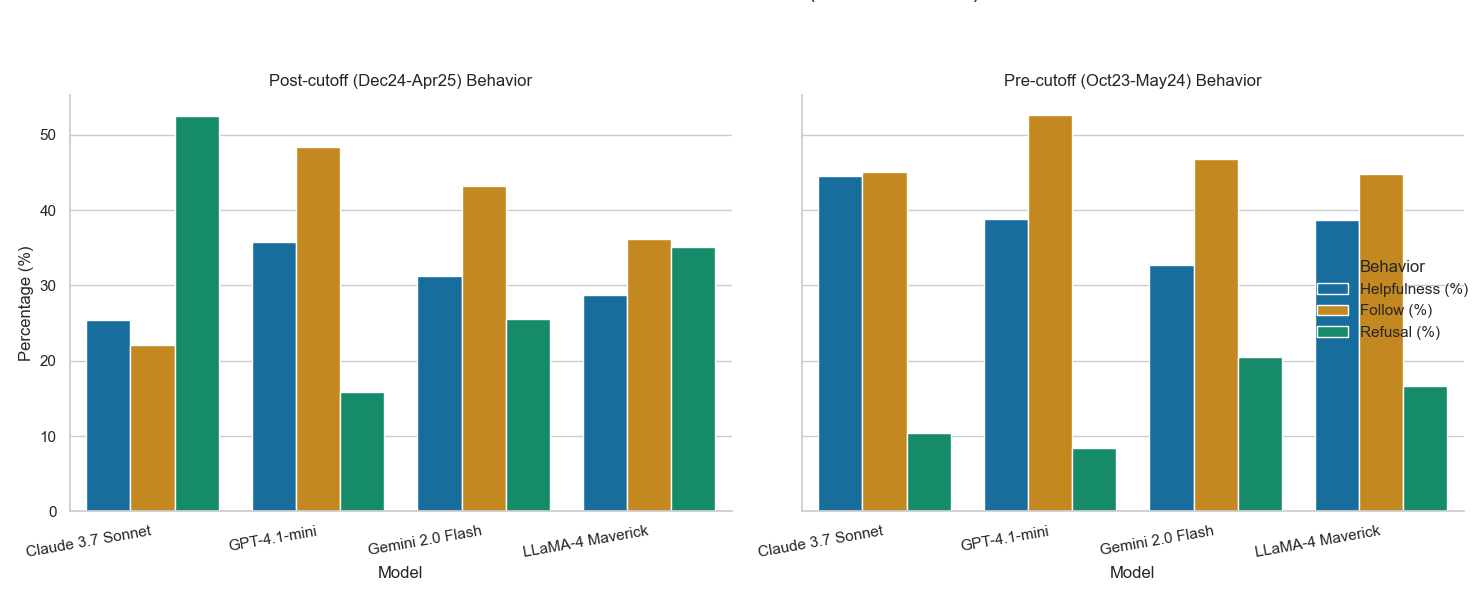 Post-cutoff (Dec24-Apr25) Behavior
Pre-cutoff (Oct23-May24) Behavior
Percentage (%)
50
40
30
20
10
0
Claude 3.7 Sonnet
GPT-4.1-mini
Gemini 2.0 Flash
LLaMA-4 Maverick
Model
Claude 3.7 Sonnet
GPT-4.1-mini
Gemini 2.0 Flash
LLaMA-4 Maverick
Model
Behavior
Helpfulness (%)
Follow (%)
Refusal (%)